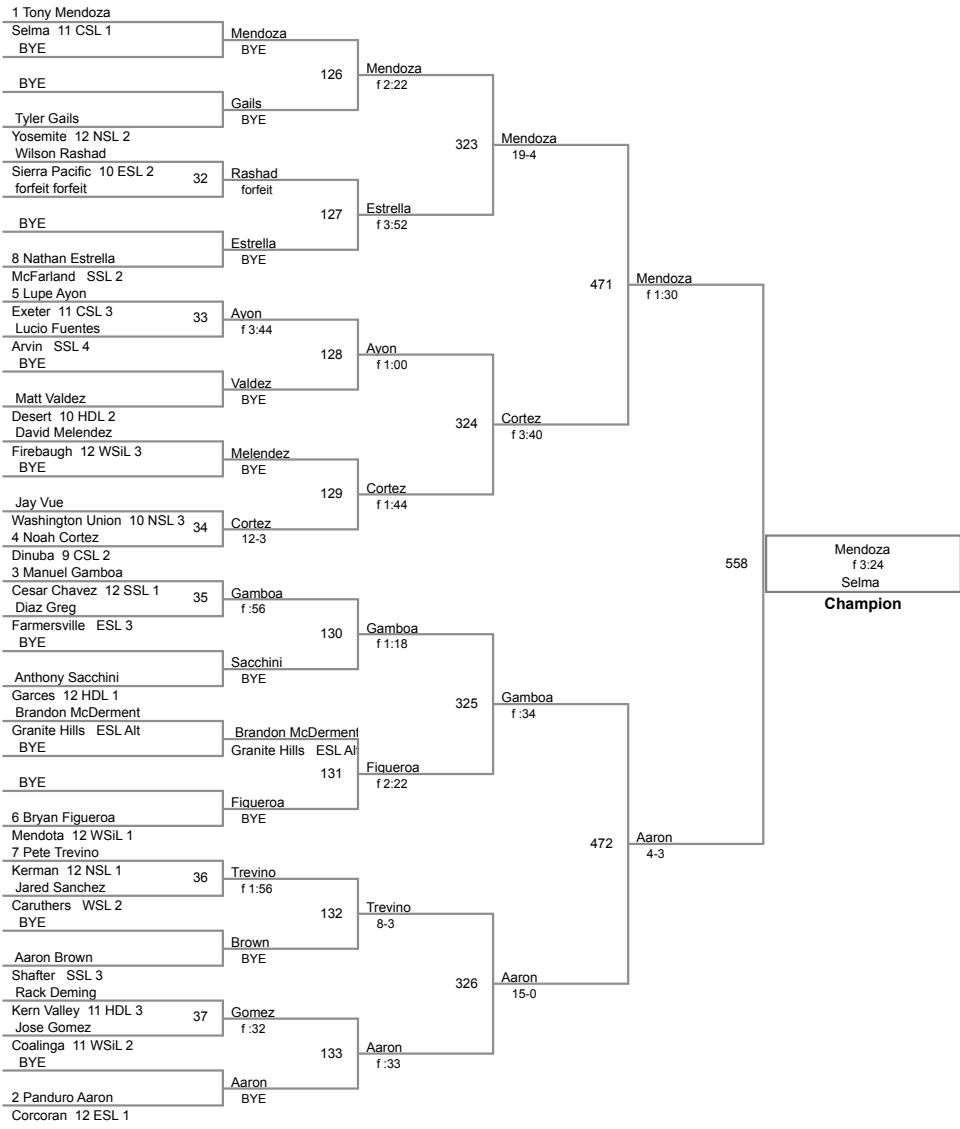 1 Tony Mendoza
Selma 11 CSL 1
BYE
BYE
Tyler Gails
Yosemite 12 NSL 2
Wilson Rashad
Sierra Pacific 10 ESL 2
forfeit forfeit
BYE
8 Nathan Estrella
McFarland SSL 2
5 Lupe Ayon
Exeter 11 CSL 3
Lucio Fuentes
Arvin SSL 4
BYE
Matt Valdez
Desert 10 HDL 2
David Melendez
Firebaugh 12 WSiL 3
BYE
Jay Vue
Washington Union 10 NSL 3
4 Noah Cortez
Dinuba 9 CSL 2
3 Manuel Gamboa
Cesar Chavez 12 SSL 1
Diaz Greg
Farmersville ESL 3
BYE
Anthony Sacchini
Garces 12 HDL 1
Brandon McDerment
Granite Hills ESL Alt
BYE
BYE
6 Bryan Figueroa
Mendota 12 WSiL 1
7 Pete Trevino
Kerman 12 NSL 1
Jared Sanchez
Caruthers WSL 2
BYE
Aaron Brown
Shafter SSL 3
Rack Deming
Kern Valley 11 HDL 3
Jose Gomez
Coalinga 11 WSiL 2
BYE
2 Panduro Aaron
Corcoran 12 ESL 1
32
33
34
35
36
37
Mendoza
BYE
Gails
BYE
Rashad
forfeit
Estrella
BYE
Ayon
f 3:44
Valdez
BYE
Melendez
BYE
Cortez
12-3
Gamboa
f :56
Sacchini
BYE
Brandon McDerment
Granite Hills ESL Al
Figueroa
BYE
Trevino
f 1:56
Brown
BYE
Gomez
f :32
Aaron
BYE
126
127
128
129
130
131
132
133
Mendoza
f 2:22
Estrella
f 3:52
Ayon
f 1:00
Cortez
f 1:44
Gamboa
f 1:18
Figueroa
f 2:22
Trevino
8-3
Aaron
f :33
323
324
325
326
Mendoza
19-4
Cortez
f 3:40
Gamboa
f :34
Aaron
15-0
471
472
Mendoza
f 1:30
Aaron
4-3
558
Mendoza
f 3:24
Selma
Champion